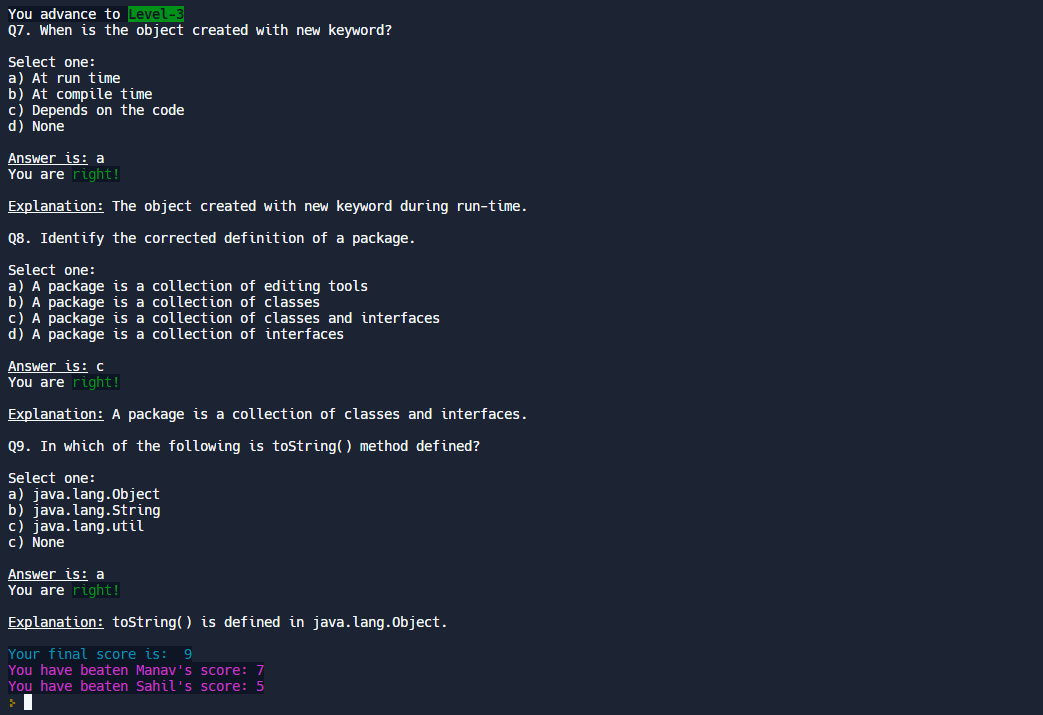 You advance to Level-3
Q7. When is the object created with new keyword?
Select one:
a) At run time
b) At compile time
c) Depends on the code
d) None
Answer is: a
You are right!
Explanation: The object created with new keyword during run-time.
Q8. Identify the corrected definition of a package.
Select one:
a) A package is a collection of editing tools
b) A package is a collection of classes
c) A package is a collection of classes and interfaces
d) A package is a collection of interfaces
Answer is: c
You are right!
Explanation: A package is a collection of classes and interfaces.
Q9. In which of the following is toString() method defined?
Select one:
a) java.lang.Object
b) java.lang.String
c) java.lang.util
c) None
Answer is: a
You are right!
Explanation: toString() is defined in java.lang.Object.
Your final score is:  9
You have beaten Manav's score: 7
You have beaten Sahil's score: 5
>